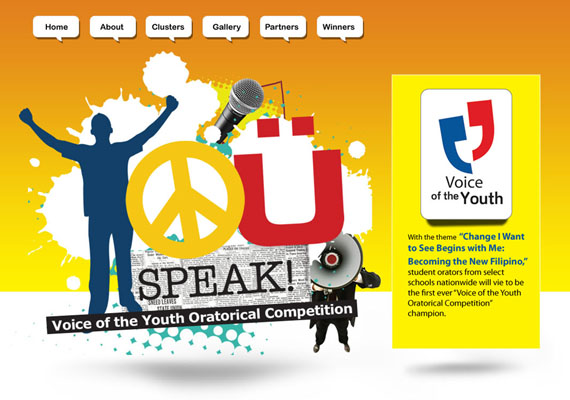 Home
About
Clusters
Gallery
Partners
Winners
Ü
SPEAK!
Voice of the Youth Oratorical Competition
Voice
of the Youth
With the theme "Change I Want
to See Begins with Me:
Becoming the New Filipino,"
student orators from select
schools nationwide will vie to be
the first ever "Voice of the Youth
Oratorical Competition"
champion.